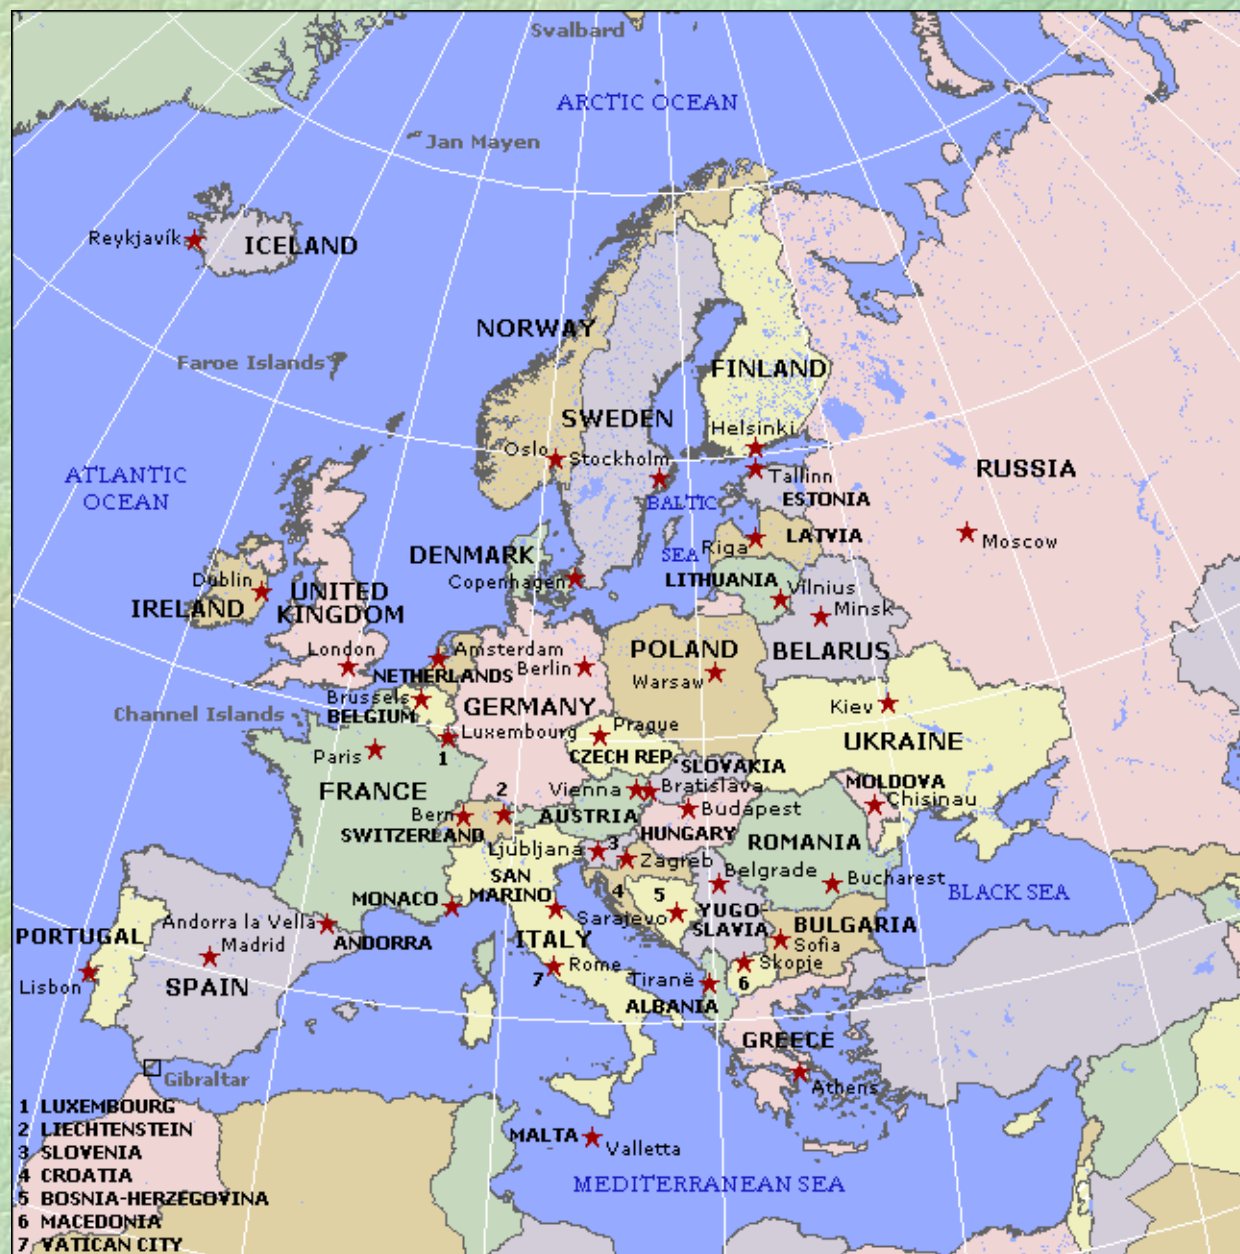 Svalbard
ARCTIC OCEAN
Jan Mayen
Reykjavík
ICELAND
NORWAY
Faroe Islands
FINLAND
SWEDEN
Helsinki
Oslo
Stockholm
Tallinn
RUSSIA
ATLANTIC
OCEAN
ESTONIA
BALTIC
SEA
Riga
LATVIA
Moscow
DENMARK
Copenhagen
LITHUANIA
Vilnius
Minsk
Dublin
IRELAND
UNITED
KINGDOM
London
Amsterdam
NETHERLANDS
Berlin
POLAND
Warsaw
BELARUS
Brussels
BELGIUM
GERMANY
Kiev
Channel Islands
Luxembourg
1
Prague
CZECH REP.
UKRAINE
Paris
FRANCE
SLOVAKIA
MOLDOVA
Chisinau
2
Vienna
Bratislava
Bern
SWITZERLAND
AUSTRIA
Budapest
HUNGARY
ROMANIA
Ljubljana
3
Zagreb
Belgrade
Bucharest
BLACK SEA
SAN
MARINO
MONACO
4
5
Sarajevo
YUGO
SLAVIA
BULGARIA
Sofia
Andorra la Vella
ANDORRA
PORTUGAL
Madrid
Lisbon
SPAIN
ITALY
7
Rome
Skopje
6
Tiranë
ALBANIA
GREECE
Athens
Gibraltar
MALTA
Valletta
MEDITERRANEAN SEA
1 LUXEMBOURG
2 LIECHTENSTEIN
3 SLOVENIA
4 CROATIA
5 BOSNIA-HERZEGOVINA
6 MACEDONIA
7 VATICAN CITY